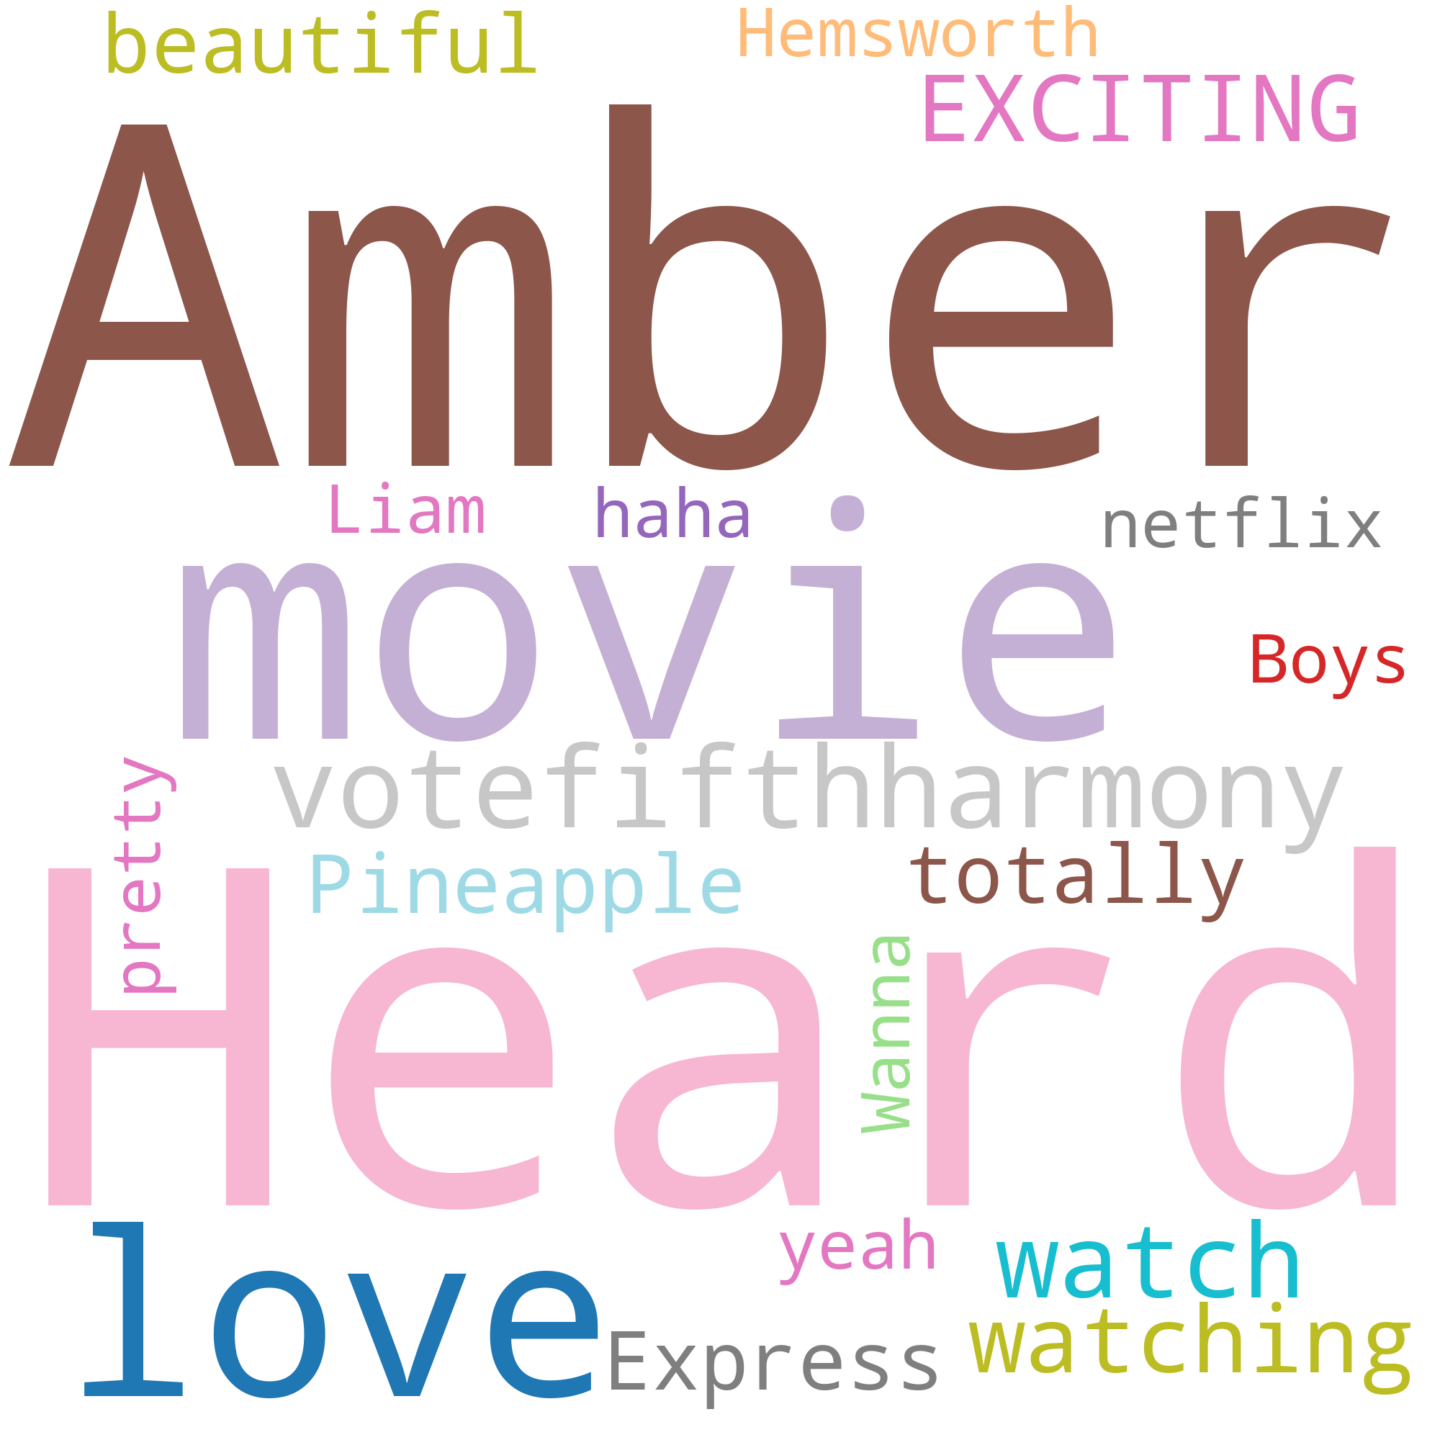 beautiful
Hemsworth
EXCITING
Amber
Liam
haha
netflix
movie
Boys
votefifthharmony
pretty
Pineapple
totally
Heard
Wanna
love
yeah
watch
Express
watching